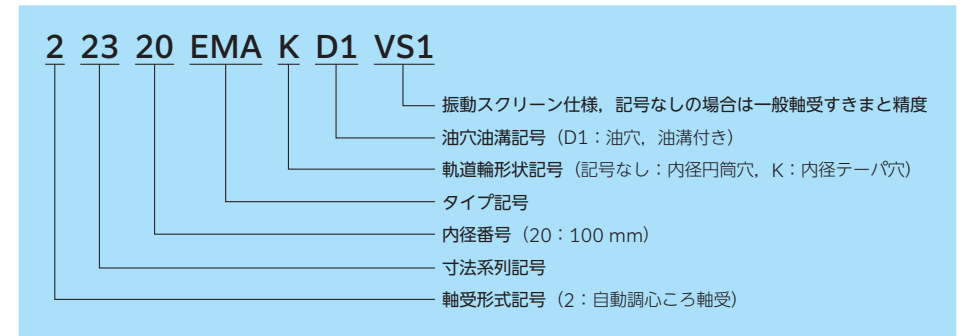 2 23 20 EMA K D1 VS1
振動スクリーン仕様，記号なしの場合は一般軸受すきまと精度
油穴油溝記号（D1：油穴，油溝付き）
軌道輪形状記号（記号なし：内径円筒穴，K：内径テーパ穴）
タイプ記号
内径番号（20：100 mm）
寸法系列記号
軸受形式記号（2：自動調心ころ軸受）